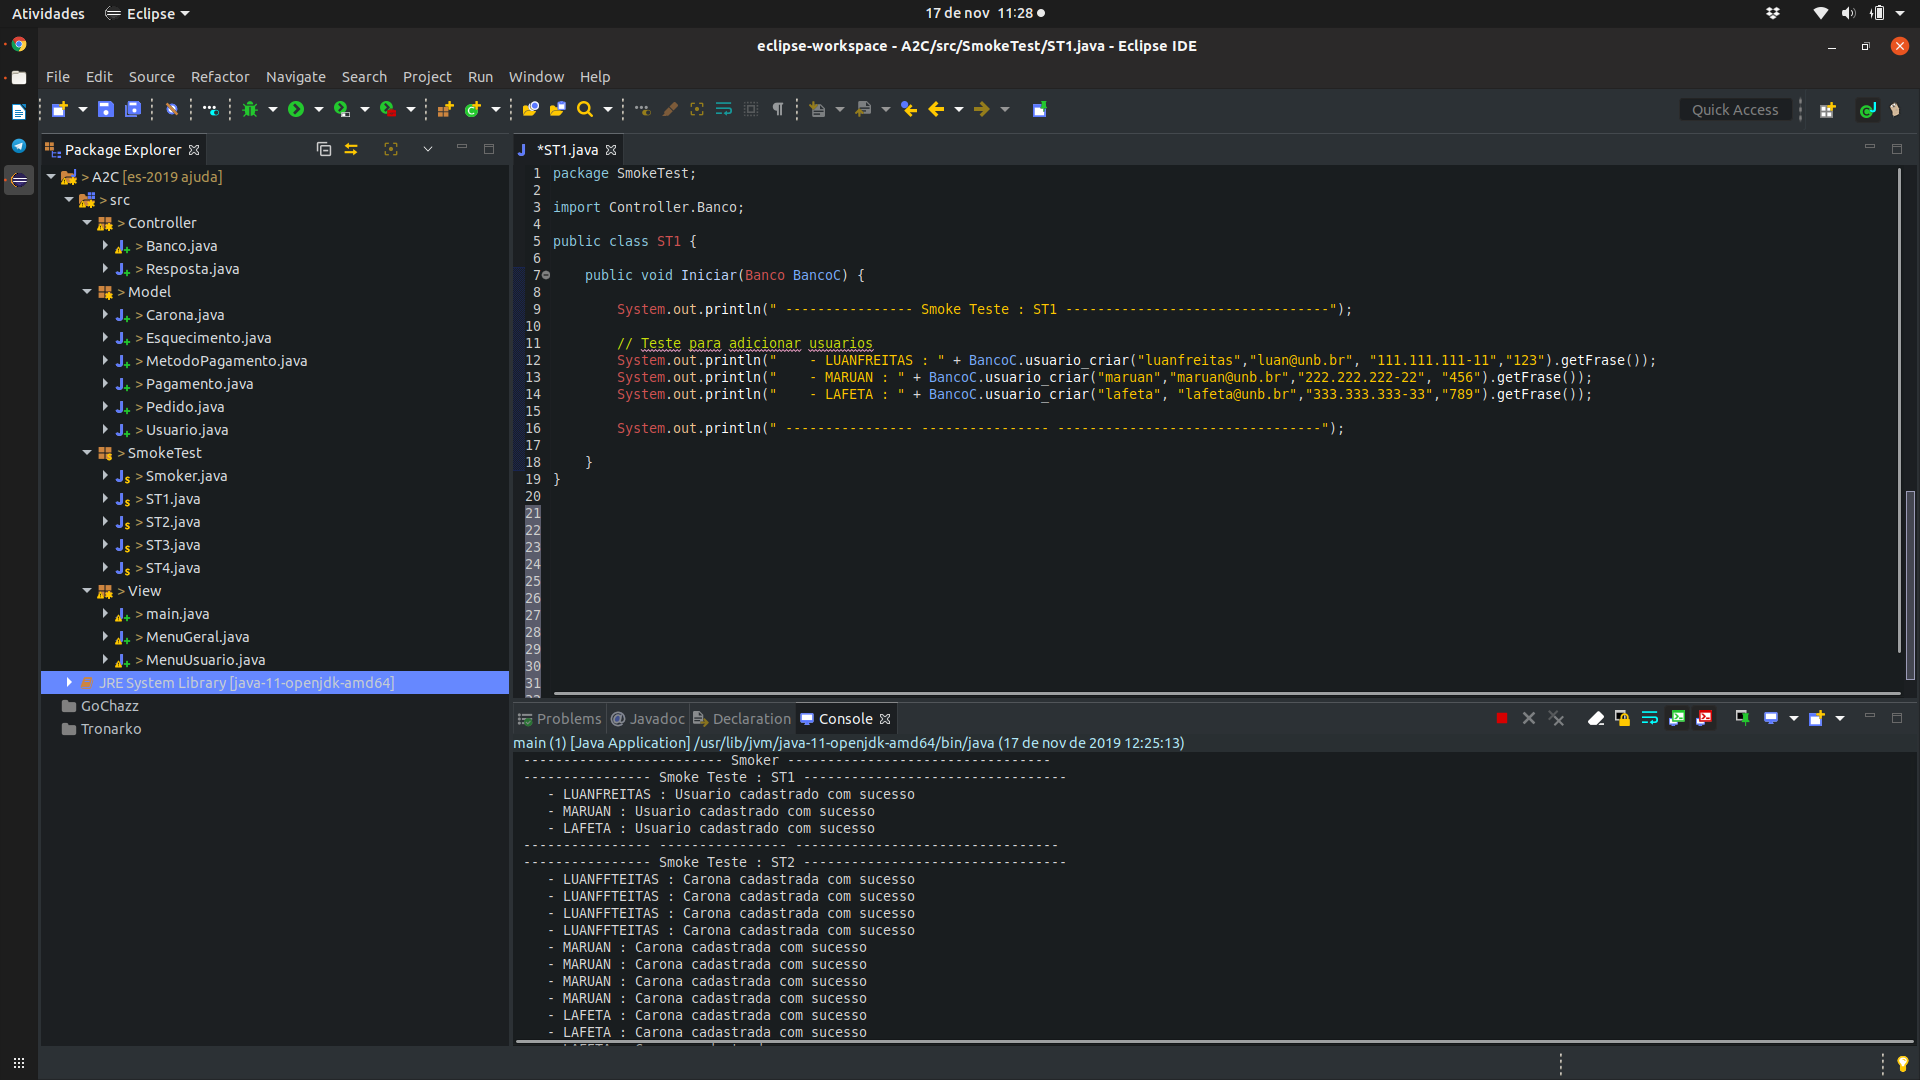 Atividades Eclipse 17 de nov 11:28
eclipse-workspace - A2C/src/SmokeTest/ST1.java - Eclipse IDE
File Edit Source Refactor Navigate Search Project Run Window Help
Quick Access
Package Explorer
> A2C [es-2019 ajuda]
> src
> Controller
> Banco.java
> Resposta.java
> Model
> Carona.java
> Esquecimento.java
> MetodoPagamento.java
> Pagamento.java
> Pedido.java
> Usuario.java
> SmokeTest
> Smoker.java
> ST1.java
> ST2.java
> ST3.java
> ST4.java
> View
> main.java
> MenuGeral.java
> MenuUsuario.java
JRE System Library [java-11-openjdk-amd64]
GoChazz
Tronarko
*ST1.java
1 package SmokeTest;
2
3 import Controller.Banco;
4
5 public class ST1 {
6
7 public void Iniciar(Banco BancoC) {
8
9 System.out.println(" ---------------- Smoke Teste : ST1 ---------------------------------");
10
11 // Teste para adicionar usuarios
12 System.out.println("    - LUANFREITAS : " + BancoC.usuario_criar("luanfreitas","luan@unb.br", "111.111.111-11","123").getFrase());
13 System.out.println("    - MARUAN : " + BancoC.usuario_criar("maruan","maruan@unb.br","222.222.222-22", "456").getFrase());
14 System.out.println("    - LAFETA : " + BancoC.usuario_criar("lafeta", "lafeta@unb.br","333.333.333-33","789").getFrase());
15
16 System.out.println(" ---------------- ---------------- ---------------------------------");
17
18 }
19 }
20
21
22
23
24
25
26
27
28
29
30
31
Problems Javadoc Declaration Console
main (1) [Java Application] /usr/lib/jvm/java-11-openjdk-amd64/bin/java (17 de nov de 2019 12:25:13)
------------------------- Smoker ---------------------------------
---------------- Smoke Teste : ST1 ---------------------------------
- LUANFREITAS : Usuario cadastrado com sucesso
- MARUAN : Usuario cadastrado com sucesso
- LAFETA : Usuario cadastrado com sucesso
---------------- ---------------- ---------------------------------
---------------- Smoke Teste : ST2 ---------------------------------
- LUANFFTEITAS : Carona cadastrada com sucesso
- LUANFFTEITAS : Carona cadastrada com sucesso
- LUANFFTEITAS : Carona cadastrada com sucesso
- LUANFFTEITAS : Carona cadastrada com sucesso
- MARUAN : Carona cadastrada com sucesso
- MARUAN : Carona cadastrada com sucesso
- MARUAN : Carona cadastrada com sucesso
- MARUAN : Carona cadastrada com sucesso
- LAFETA : Carona cadastrada com sucesso
- LAFETA : Carona cadastrada com sucesso